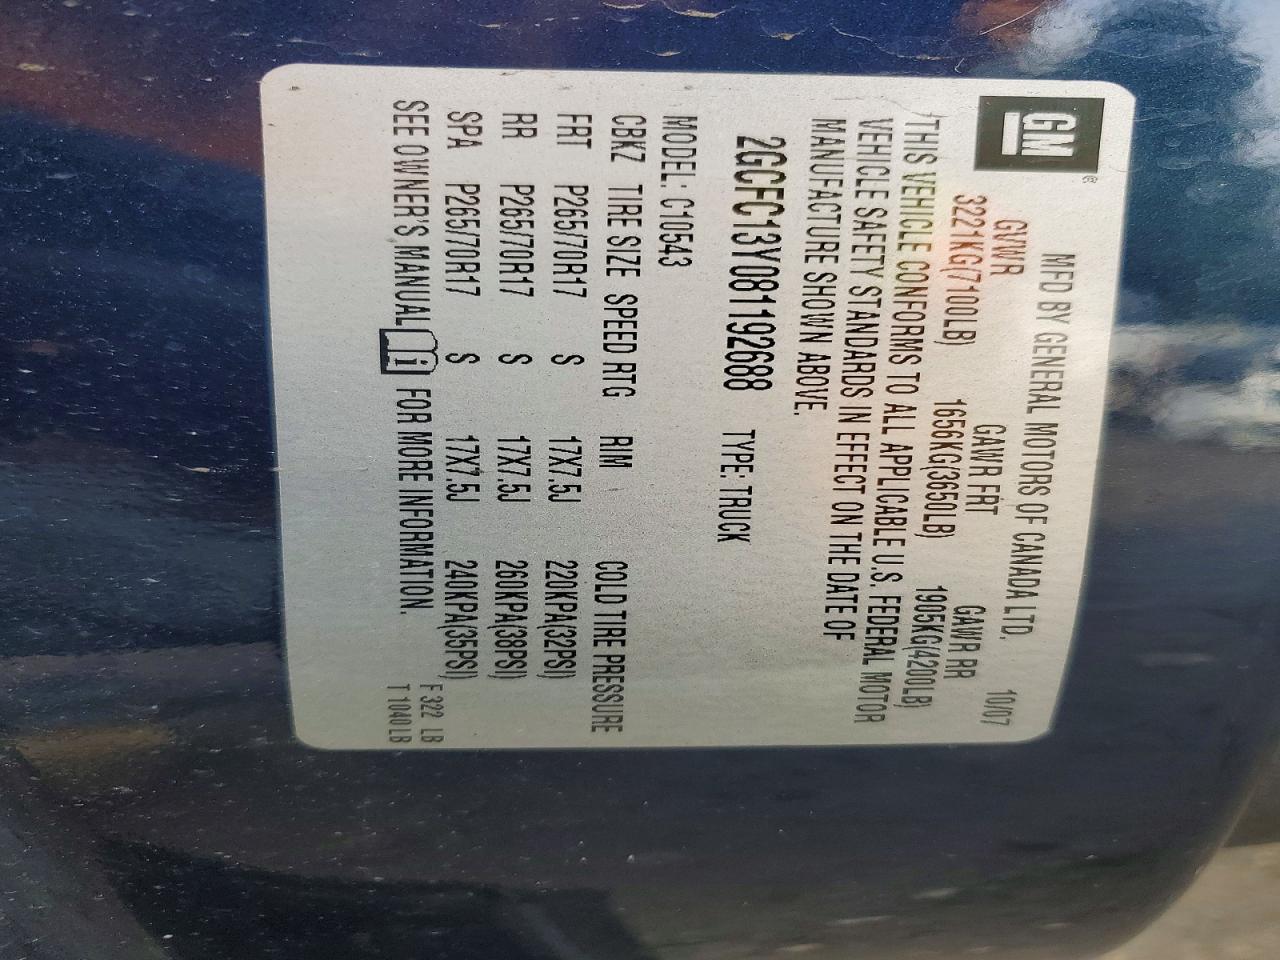 GM®
MFD BY GENERAL MOTORS OF CANADA LTD. 10/07
GVWR GAWR FRT GAWR RR
3221KG(7100LB) 1656KG(3650LB) 1905KG(4200LB)
THIS VEHICLE CONFORMS TO ALL APPLICABLE U.S. FEDERAL MOTOR
VEHICLE SAFETY STANDARDS IN EFFECT ON THE DATE OF
MANUFACTURE SHOWN ABOVE.
2GCFC13Y081192688 TYPE: TRUCK
MODEL: C10543
CBKZ TIRE SIZE SPEED RTG RIM COLD TIRE PRESSURE
FRT P265/70R17 S 17X7.5J 220KPA(32PSI)
RR P265/70R17 S 17X7.5J 260KPA(38PSI)
SPA P265/70R17 S 17X7.5J 240KPA(35PSI)
SEE OWNER'S MANUAL i FOR MORE INFORMATION.
F 322 LB
T 1040 LB